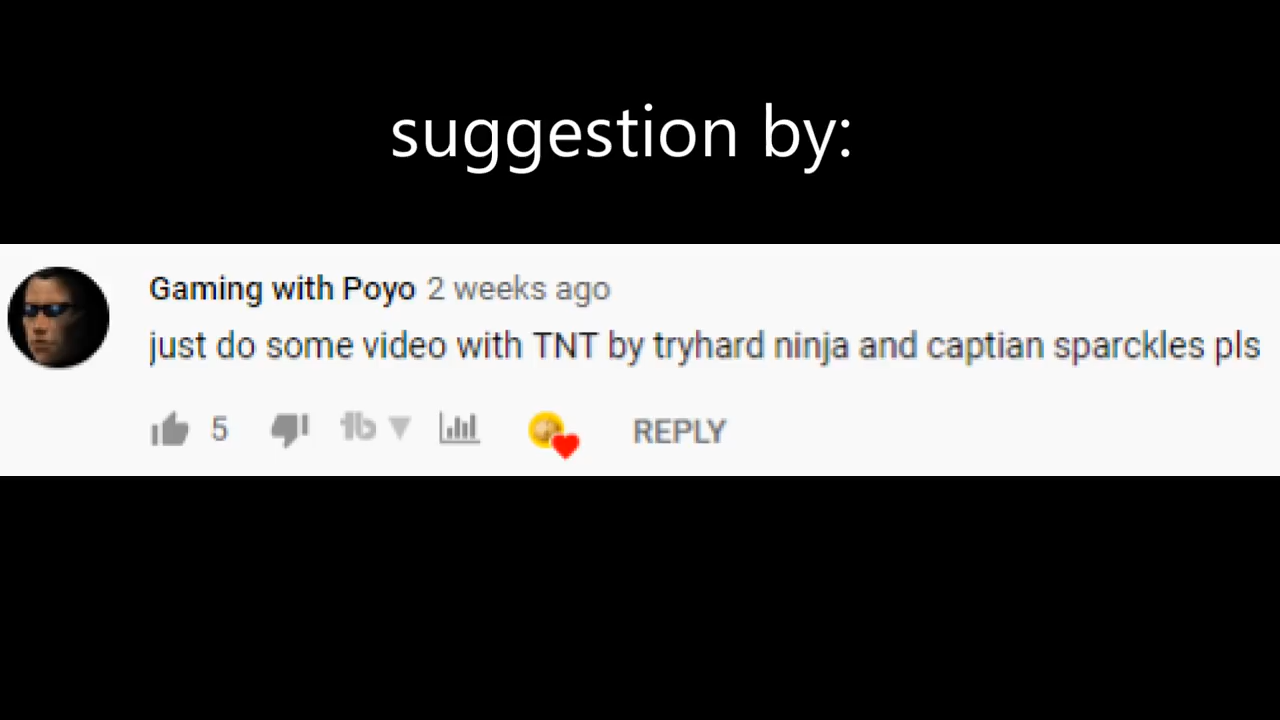 suggestion by:
Gaming with Poyo 2 weeks ago
just do some video with TNT by tryhard ninja and captian sparckles pls
5 REPLY